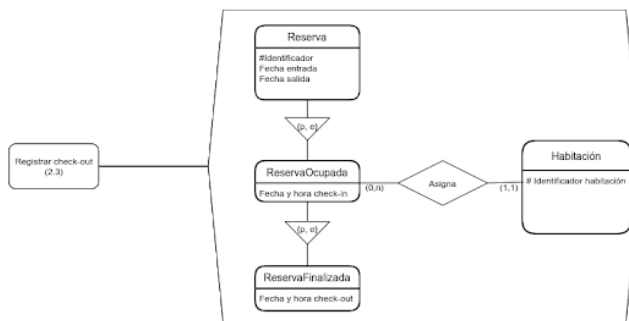 Reserva
#Identificador
Fecha entrada
Fecha salida
{p, e}
Registrar check-out
(2.3)
ReservaOcupada
Fecha y hora check-in
(0,n)
Asigna
(1,1)
Habitación
# Identificador habitación
{p, e}
ReservaFinalizada
Fecha y hora check-out